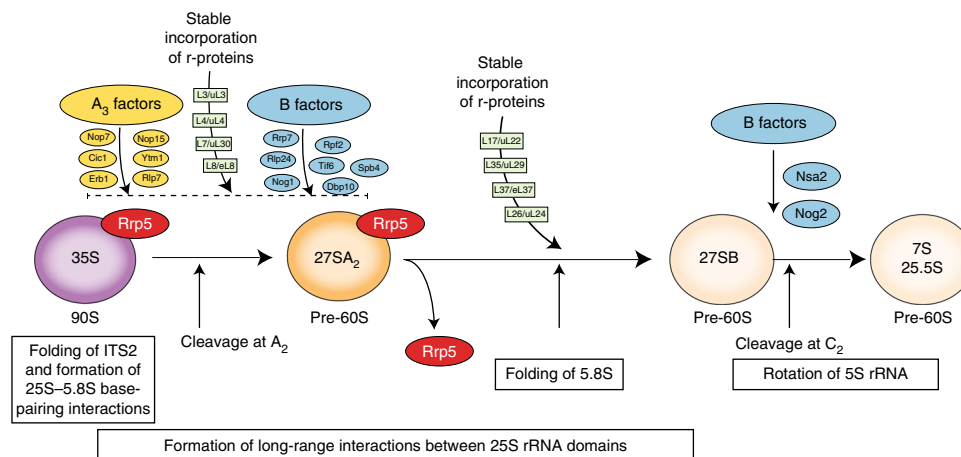 Stable
incorporation
of r-proteins
A3 factors
L3/uL3
L4/uL4
L7/uL30
L8/eL8
B factors
Nop7
Nop15
Cic1
Ytm1
Erb1
Rlp7
Rrp7
Rpf2
Rlp24
Tif6
Spb4
Nog1
Dbp10
Stable
incorporation
of r-proteins
L17/uL22
L35/uL29
L37/eL37
L26/uL24
B factors
Nsa2
Nog2
Rrp5
35S
90S
Rrp5
27SA2
Pre-60S
27SB
Pre-60S
7S
25.5S
Pre-60S
Cleavage at A2
Rrp5
Cleavage at C2
Folding of ITS2
and formation of
25S–5.8S base-
pairing interactions
Folding of 5.8S
Rotation of 5S rRNA
Formation of long-range interactions between 25S rRNA domains